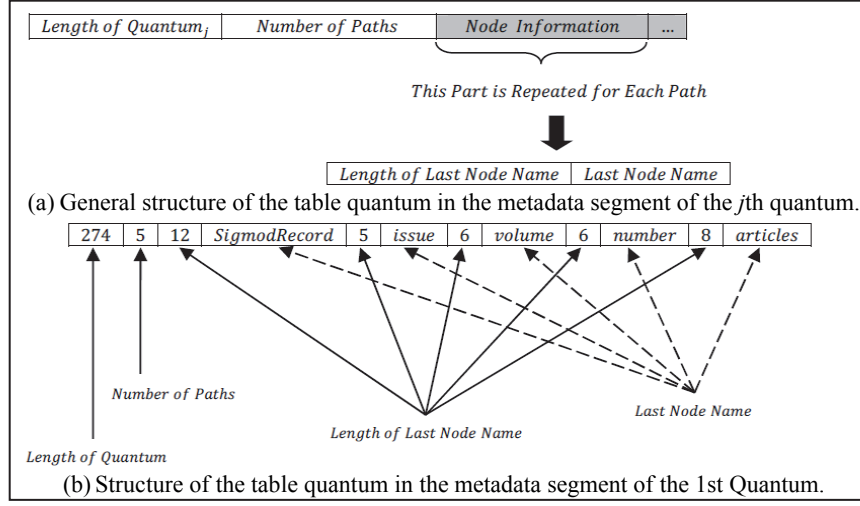 Length of Quantumⱼ Number of Paths Node Information ...
This Part is Repeated for Each Path
Length of Last Node Name Last Node Name
(a) General structure of the table quantum in the metadata segment of the jth quantum.
274 5 12 SigmodRecord 5 issue 6 volume 6 number 8 articles
Number of Paths
Last Node Name
Length of Last Node Name
Length of Quantum
(b) Structure of the table quantum in the metadata segment of the 1st Quantum.